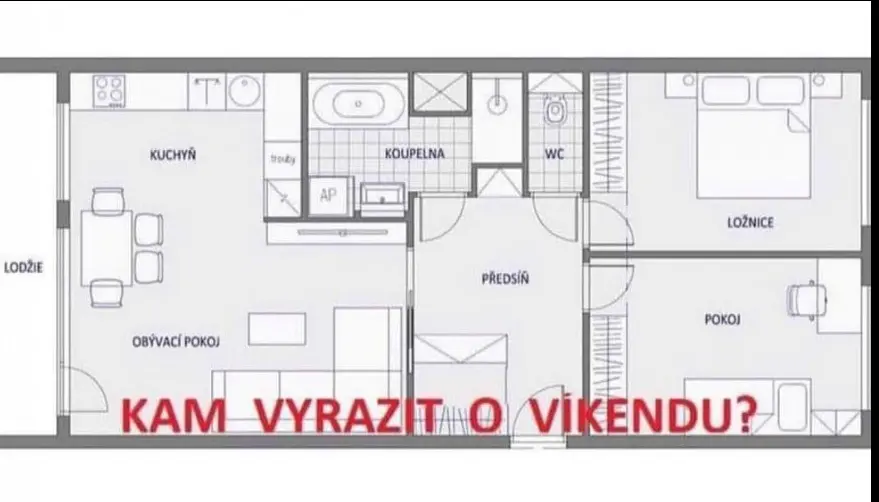 KUCHYŇ
trouby
KOUPELNA
WC
AP
LOŽNICE
LODŽIE
PŘEDSÍŇ
OBÝVACÍ POKOJ
POKOJ
KAM VYRAZIT O VÍKENDU?